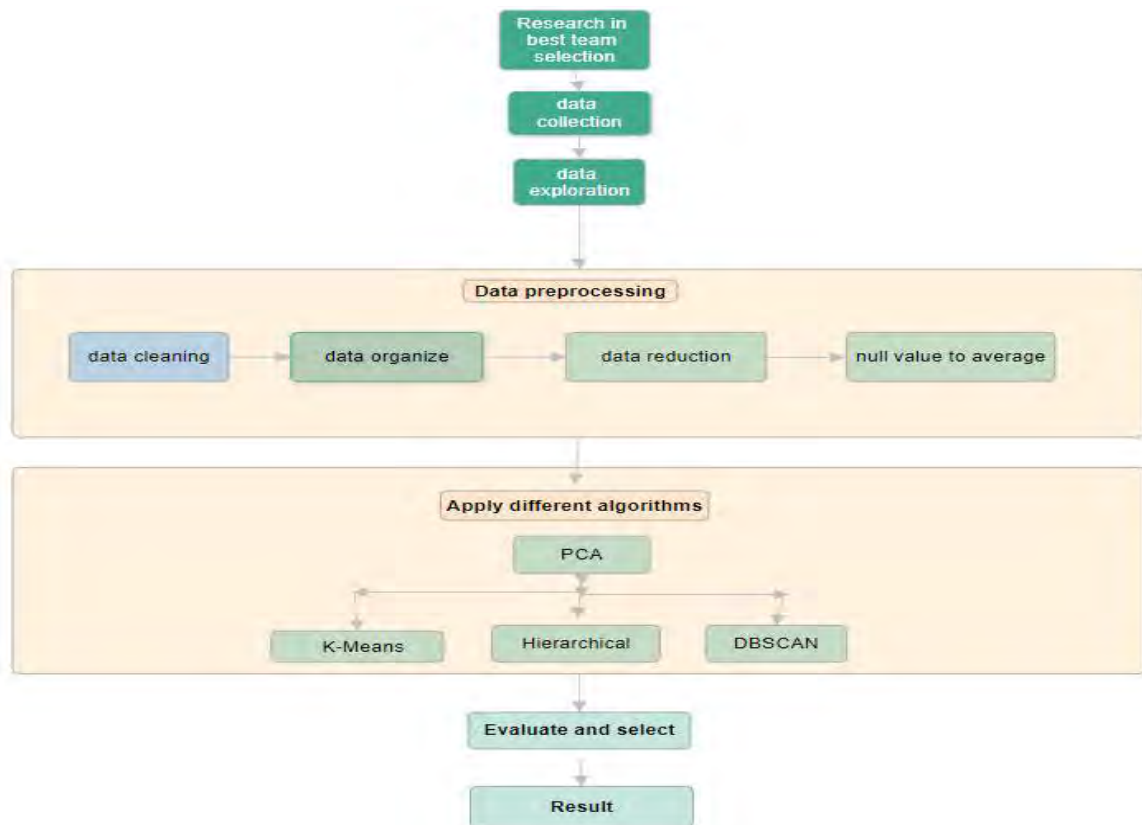 Research in
best team
selection
data
collection
data
exploration
Data preprocessing
data cleaning
data organize
data reduction
null value to average
Apply different algorithms
PCA
K-Means
Hierarchical
DBSCAN
Evaluate and select
Result